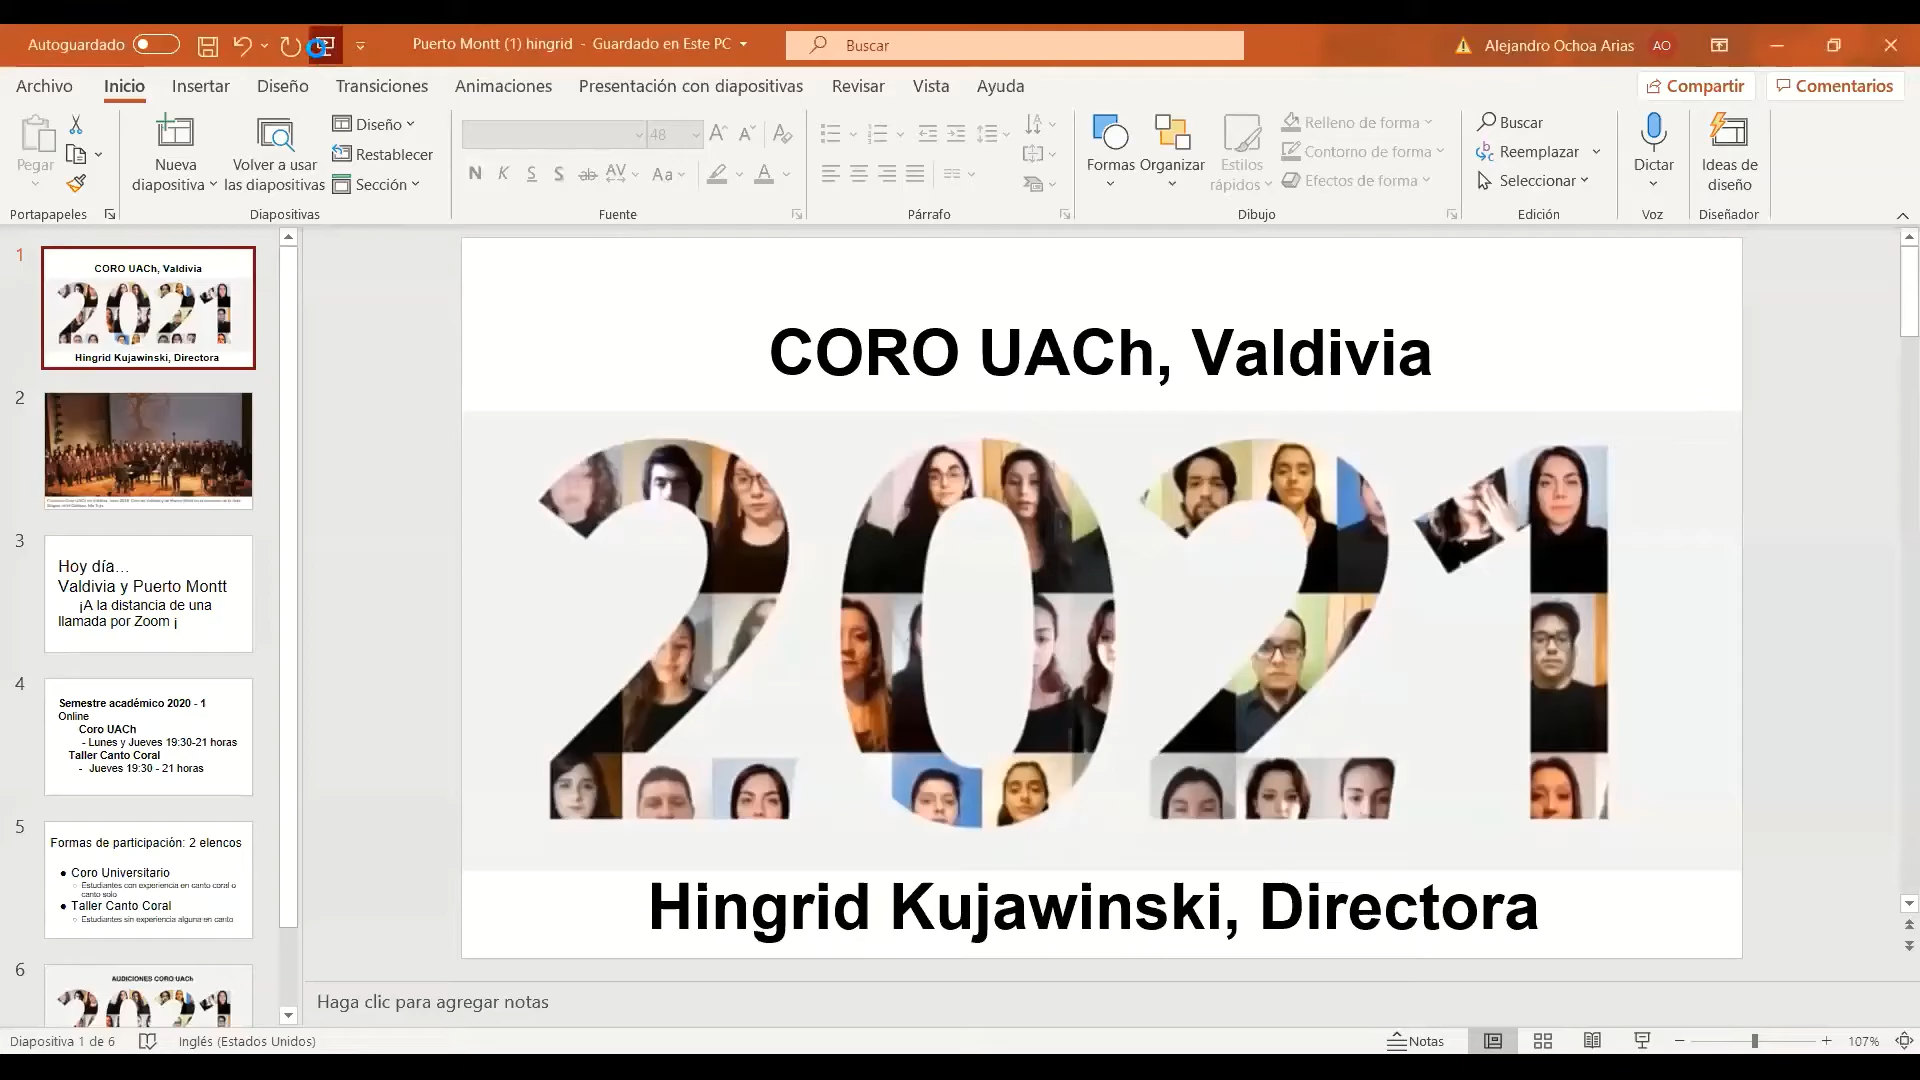 Autoguardado
Puerto Montt (1) hingrid - Guardado en Este PC
Buscar
Alejandro Ochoa Arias AO
Archivo Inicio Insertar Diseño Transiciones Animaciones Presentación con diapositivas Revisar Vista Ayuda
Compartir Comentarios
Pegar
Portapapeles
Nueva
diapositiva
Volver a usar
las diapositivas
Diseño
Restablecer
Sección
Diapositivas
48
N K S S ab AV Aa A
Fuente
Párrafo
Formas
Organizar
Estilos
rápidos
Relleno de forma
Contorno de forma
Efectos de forma
Dibujo
Buscar
Reemplazar
Seleccionar
Edición
Dictar
Voz
Ideas de
diseño
Diseñador
1
CORO UACh, Valdivia
2021
Hingrid Kujawinski, Directora
2
3
Hoy día...
Valdivia y Puerto Montt
¡A la distancia de una
llamada por Zoom ¡
4
Semestre académico 2020 - 1
Online
Coro UACh
- Lunes y Jueves 19:30-21 horas
Taller Canto Coral
- Jueves 19:30 - 21 horas
5
Formas de participación: 2 elencos
● Coro Universitario
○ Estudiantes con experiencia en canto coral o
canto solo
● Taller Canto Coral
○ Estudiantes sin experiencia alguna en canto
6
AUDICIONES CORO UACh
2021
CORO UACh, Valdivia
2021
Hingrid Kujawinski, Directora
Haga clic para agregar notas
Diapositiva 1 de 6 Inglés (Estados Unidos)
Notas
107%